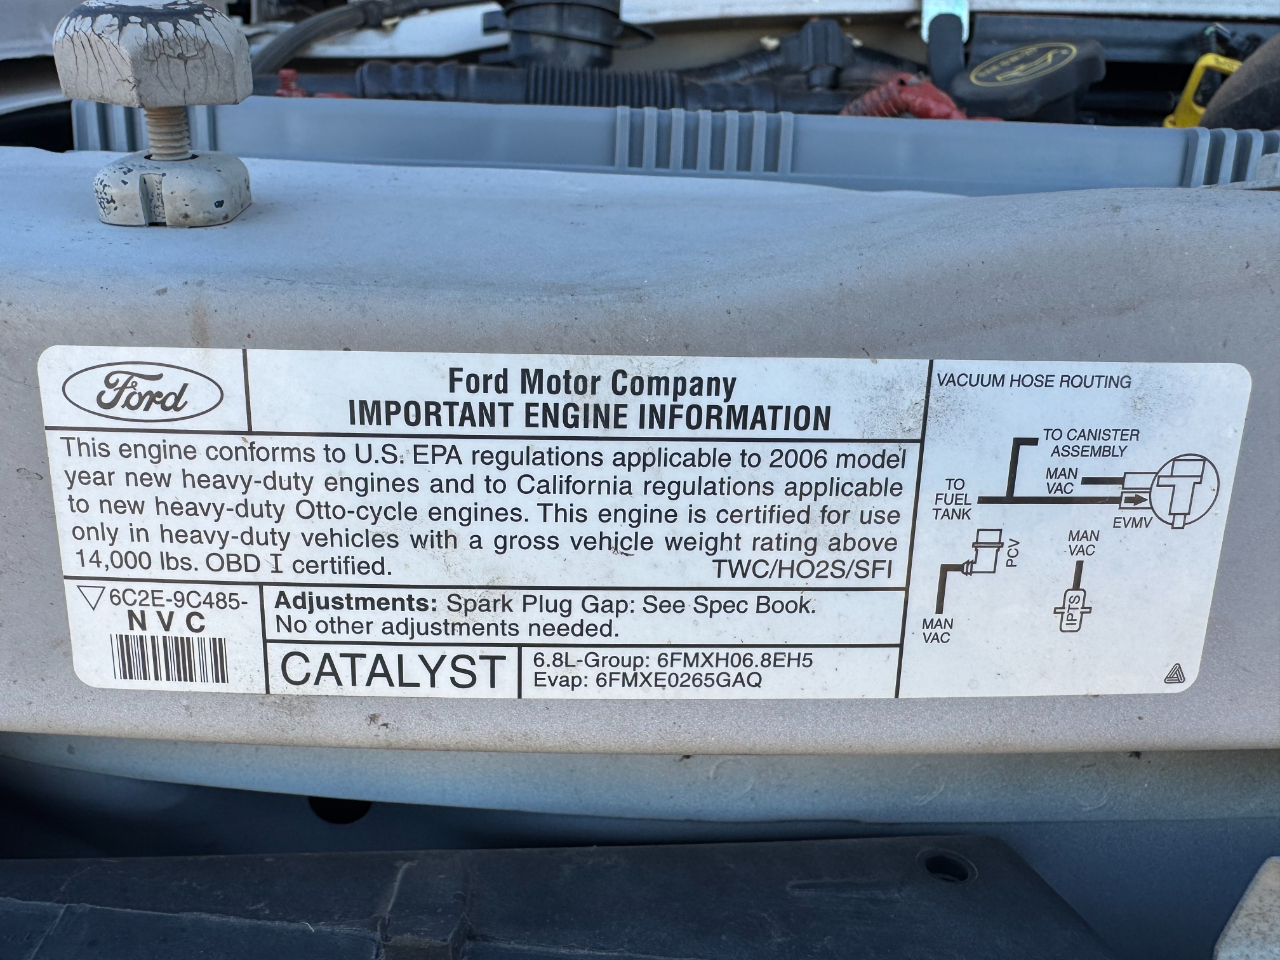 Ford
Ford Motor Company
IMPORTANT ENGINE INFORMATION
This engine conforms to U.S. EPA regulations applicable to 2006 model
year new heavy-duty engines and to California regulations applicable
to new heavy-duty Otto-cycle engines. This engine is certified for use
only in heavy-duty vehicles with a gross vehicle weight rating above
14,000 lbs. OBD I certified. TWC/HO2S/SFI
6C2E-9C485-
NVC
Adjustments: Spark Plug Gap: See Spec Book.
No other adjustments needed.
CATALYST
6.8L-Group: 6FMXH06.8EH5
Evap: 6FMXE0265GAQ
VACUUM HOSE ROUTING
TO CANISTER
ASSEMBLY
MAN
VAC
TO
FUEL
TANK
EVMV
PCV
MAN
VAC
IPTS
MAN
VAC